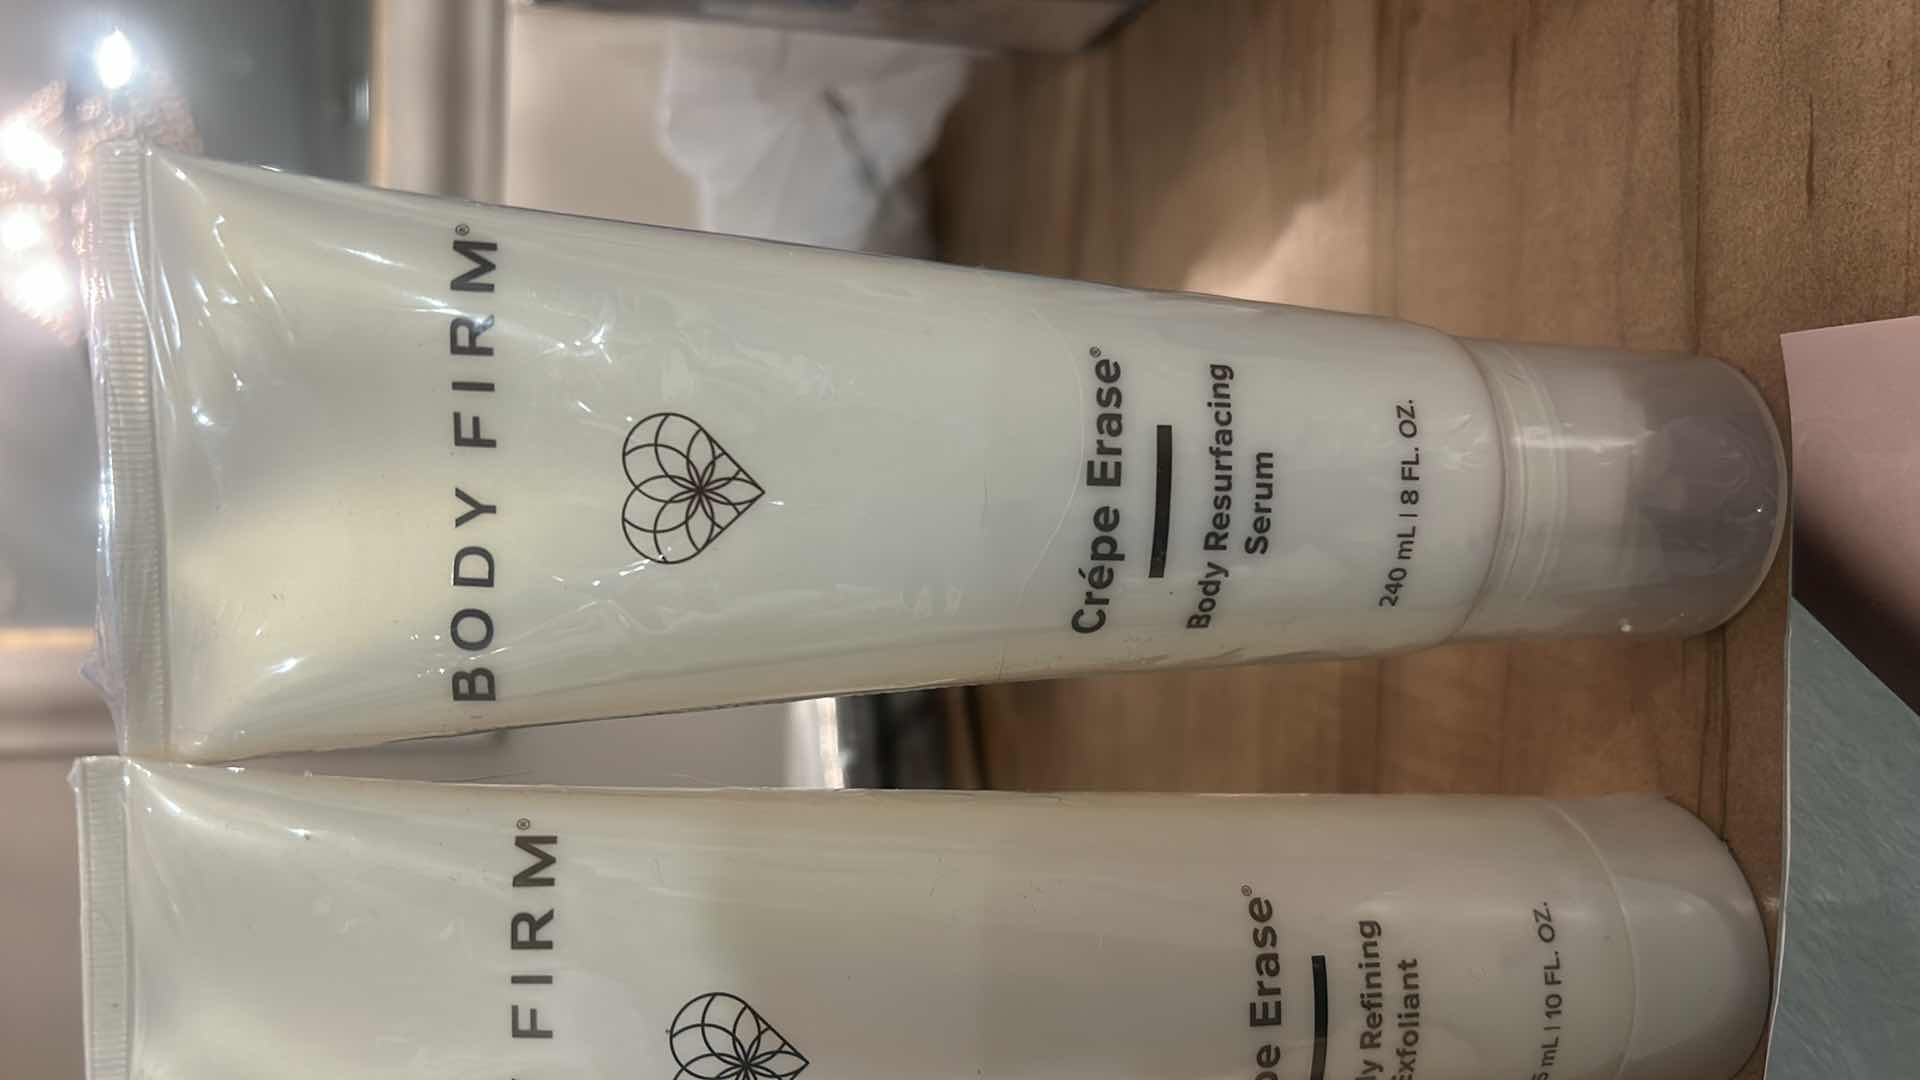 BODY FIRM®
Crépe Erase®
Body Resurfacing
Serum
240 mL | 8 FL. OZ.
FIRM®
Erase®
Refining
Exfoliant
mL | 10 FL. OZ.